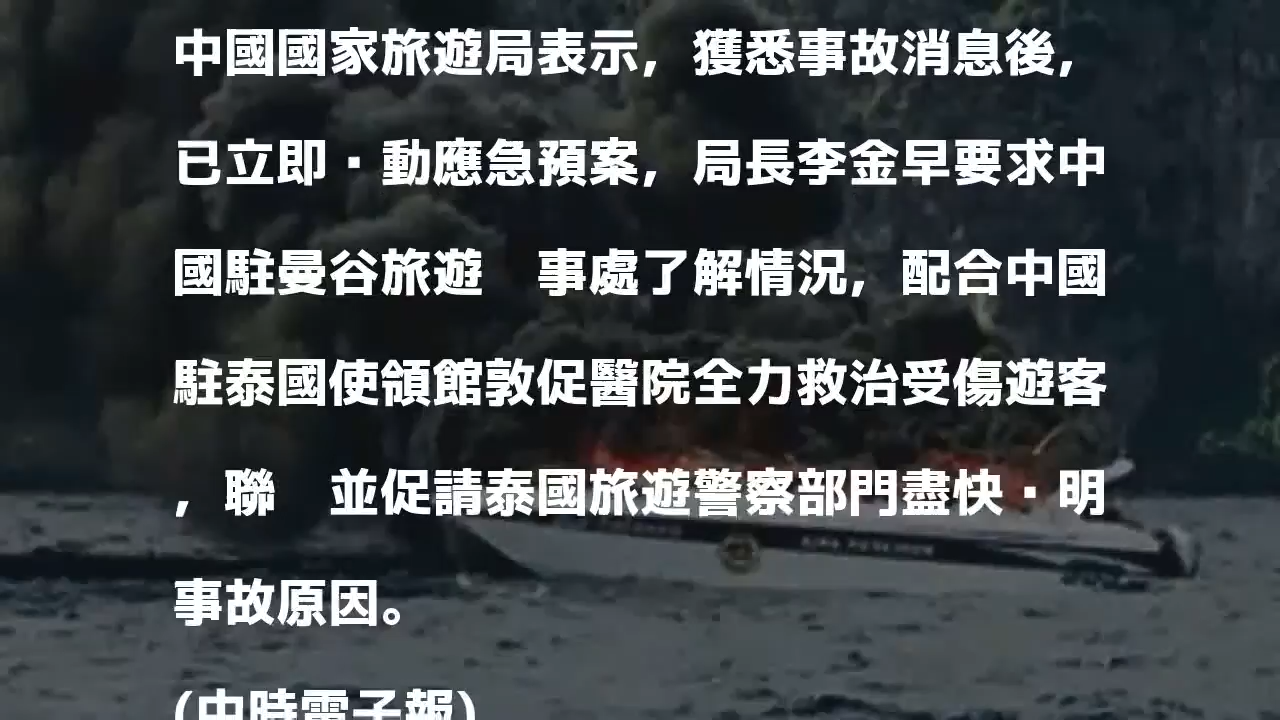 中國國家旅遊局表示，獲悉事故消息後，
已立即·動應急預案，局長李金早要求中
國駐曼谷旅遊　事處了解情況，配合中國
駐泰國使領館敦促醫院全力救治受傷遊客
，聯　並促請泰國旅遊警察部門盡快·明
事故原因。
(中時電子報)